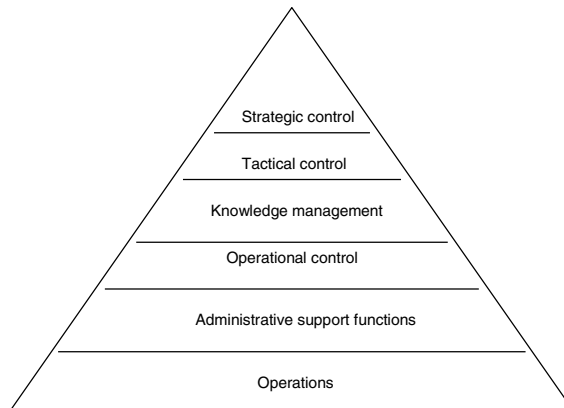 Strategic control
Tactical control
Knowledge management
Operational control
Administrative support functions
Operations